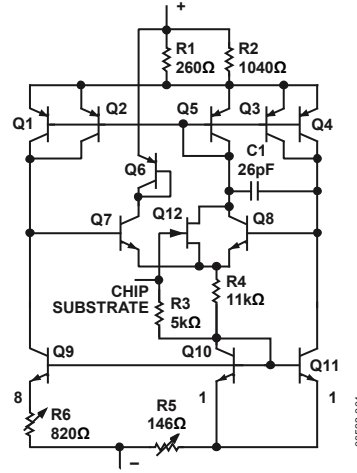 +
R1
260Ω
R2
1040Ω
Q1
Q2
Q5
Q3
Q4
C1
26pF
Q6
Q7
Q12
Q8
CHIP
SUBSTRATE
R3
5kΩ
R4
11kΩ
Q9
Q10
Q11
8
1
1
R6
820Ω
R5
146Ω
–